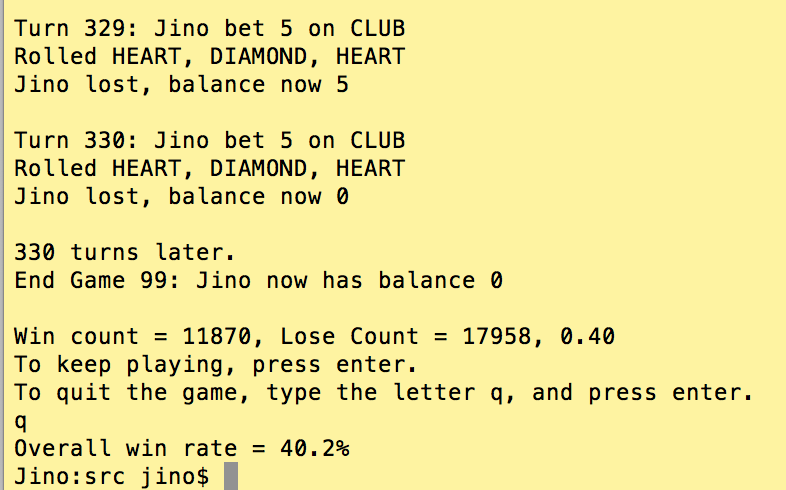 Turn 329: Jino bet 5 on CLUB
Rolled HEART, DIAMOND, HEART
Jino lost, balance now 5
Turn 330: Jino bet 5 on CLUB
Rolled HEART, DIAMOND, HEART
Jino lost, balance now 0
330 turns later.
End Game 99: Jino now has balance 0
Win count = 11870, Lose Count = 17958, 0.40
To keep playing, press enter.
To quit the game, type the letter q, and press enter.
q
Overall win rate = 40.2%
Jino:src jino$